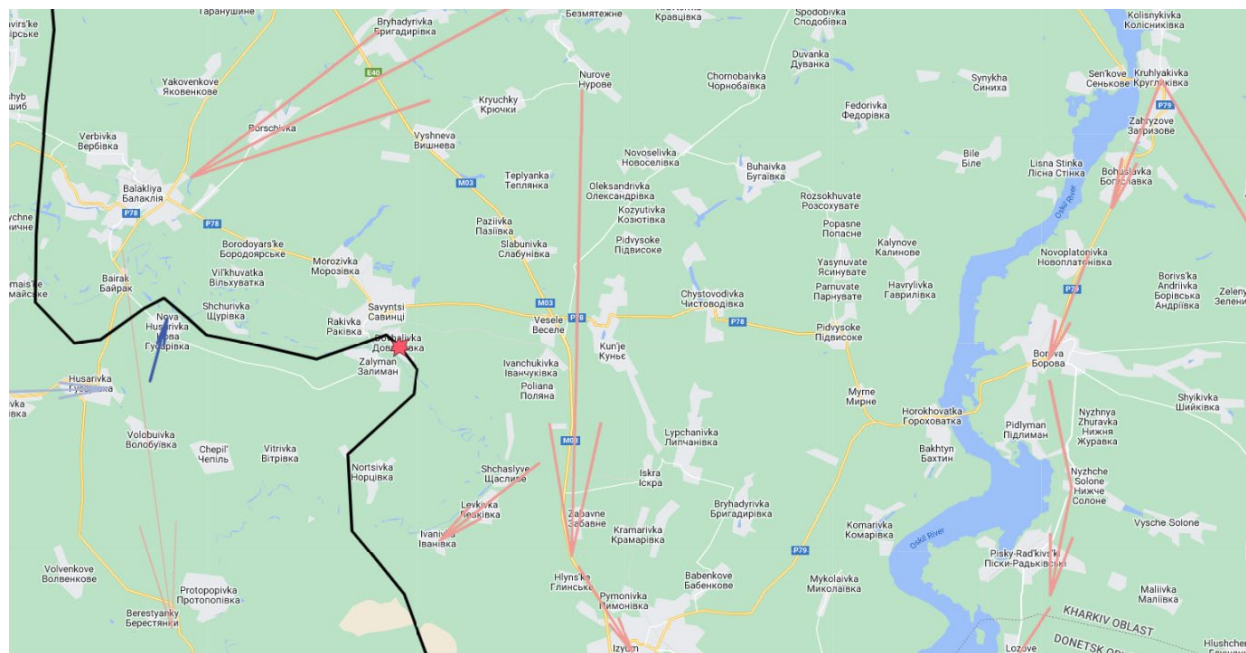 Таранушине
Bryhadyrivka
Бригадирівка
Безмятежне
Кравцівка
Spodobivka
Сподобівка
Kolisnykivka
Колісниківка
E40
Yakovenkove
Яковенкове
Nurove
Нурове
Duvanka
Дуванка
Chornobaivka
Чорнобаївка
Synykha
Синиха
Sen'kove
Сенькове
Kruhlyakivka
P79
Kryuchky
Крючки
Fedorivka
Федорівка
Zahryzove
Загризове
Borschivka
Verbivka
Вербівка
Vyshneva
Вишнева
Novoselivka
Новоселівка
Buhaivka
Бугаївка
Bile
Біле
Lisna Stinka
Лісна Стінка
Bohuslavka
Богуславка
Balakliya
Балаклія
M03
Teplyanka
Теплянка
Oleksandrivka
Олександрівка
Rozsokhuvate
Розсохувате
Oskil River
P78
P78
Paziivka
Пазіївка
Kozyutivka
Козютівка
Popasne
Попасне
Borodoyars'ke
Бородоярське
Slabunivka
Слабунівка
Pidvysoke
Підвисоке
Kalynove
Калинове
Novoplatonivka
Новоплатонівка
Morozivka
Морозівка
Yasynuvate
Ясинувате
Bairak
Байрак
Vil'khuvatka
Вільхуватка
Parnuvate
Парнувате
Havrylivka
Гаврилівка
Borivs'ka
Andriivka
Борівська
Андріївка
P79
Shchurivka
Щурівка
Savyntsi
Савинці
M03
Chystovodivka
Чистоводівка
Nova
Husarivka
Нова
Гусарівка
Rakivka
Раківка
Vesele
Веселе
P78
P78
Pidvysoke
Підвисоке
Kun'je
Куньє
Borova
Борова
Zalyman
Залиман
Ivanchukivka
Іванчуківка
Husarivka
Гусарівка
Poliana
Поляна
Myrne
Мирне
Shyikivka
Шийківка
Horokhovatka
Гороховатка
Nyzhnya
Zhuravka
Нижня
Журавка
Pidlyman
Підлиман
Volobuivka
Волобуївка
Chepil'
Чепіль
Vitrivka
Вітрівка
M03
Lypchanivka
Липчанівка
Bakhtyn
Бахтин
Nortsivka
Норцівка
Shchaslyve
Щасливе
Iskra
Іскра
Nyzhche
Solone
Нижче
Солоне
Levkivka
Левківка
Bryhadyrivka
Бригадирівка
Zabavne
Забавне
Vysche Solone
Ivanivka
Іванівка
Kramarivka
Крамарівка
Komarivka
Комарівка
Oskil River
P79
Pisky-Rad'kivs'ki
Піски-Радьківські
Volvenkove
Волвенкове
Hlyns'ke
Глинське
Babenkove
Бабенкове
Mykolaivka
Миколаївка
Protopopivka
Протопопівка
Pymonivka
Пимонівка
Maliivka
Маліївка
Berestyanky
Берестянки
KHARKIV OBLAST
Izyum
Lozove